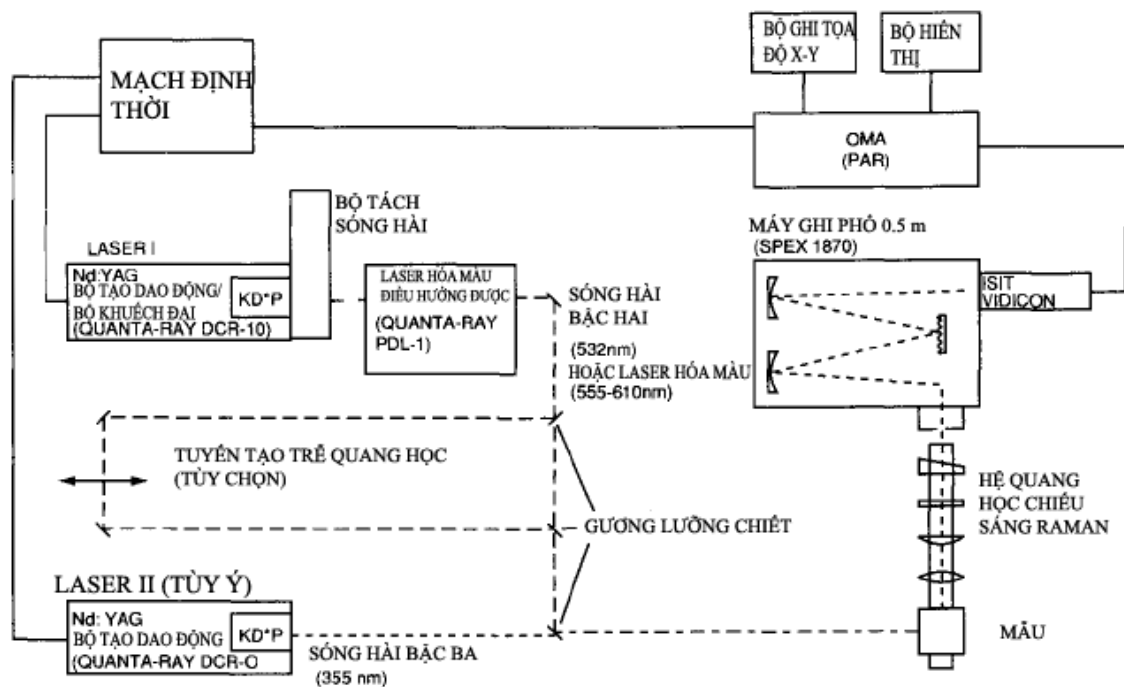 MẠCH ĐỊNH
THỜI
BỘ GHI TỌA
ĐỘ X-Y
BỘ HIỂN
THỊ
OMA
(PAR)
BỘ TÁCH
SÓNG HÀI
LASER I
Nd:YAG
BỘ TẠO DAO ĐỘNG/
BỘ KHUẾCH ĐẠI
(QUANTA-RAY DCR-10)
KD*P
LASER HÓA MÀU
ĐIỀU HƯỞNG ĐƯỢC
(QUANTA-RAY
PDL-1)
SÓNG HÀI
BẬC HAI
(532nm)
HOẶC LASER HÓA MÀU
(555-610nm)
MÁY GHI PHỔ 0.5 m
(SPEX 1870)
ISIT
VIDICON
TUYẾN TẠO TRỄ QUANG HỌC
(TÙY CHỌN)
GƯƠNG LƯỠNG CHIẾT
HỆ QUANG
HỌC CHIẾU
SÁNG RAMAN
LASER II (TÙY Ý)
Nd: YAG
BỘ TẠO DAO ĐỘNG
(QUANTA-RAY DCR-O
KD*P
SÓNG HÀI BẬC BA
(355 nm)
MẪU